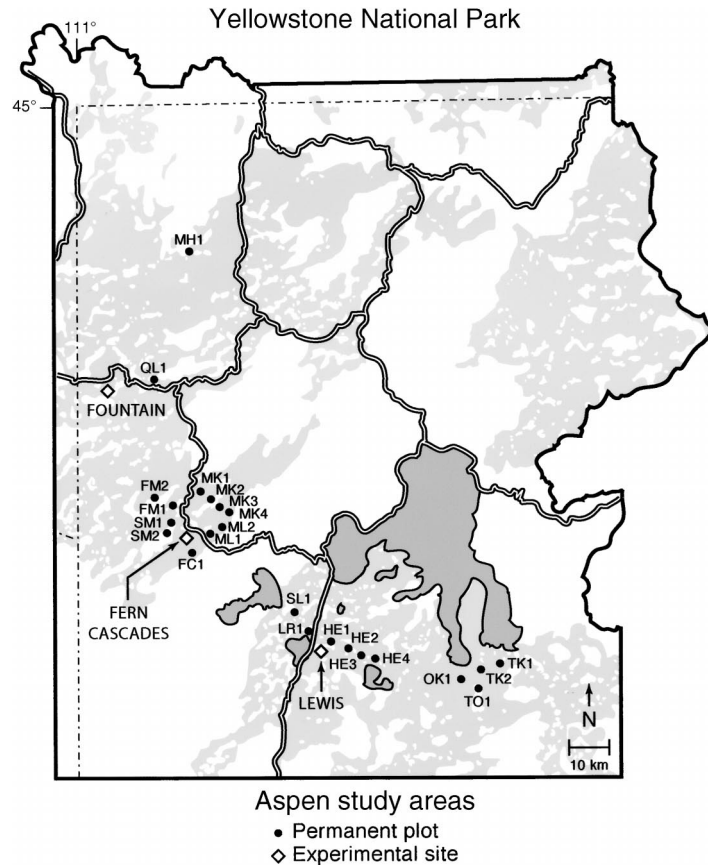 Yellowstone National Park
111°
45°
MH1
QL1
FOUNTAIN
MK1
FM2
MK2
MK3
FM1
MK4
SM1
ML2
SM2
ML1
FC1
FERN
CASCADES
SL1
LR1
HE1
HE2
HE3
HE4
LEWIS
TK1
OK1
TK2
TO1
N
10 km
Aspen study areas
Permanent plot
Experimental site